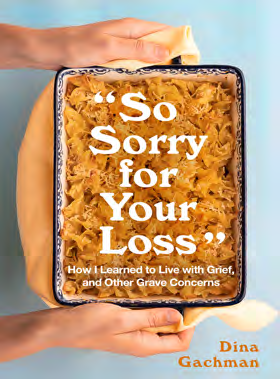 “So
Sorry
for
Your
Loss”
How I Learned to Live with Grief,
and Other Grave Concerns
Dina
Gachman